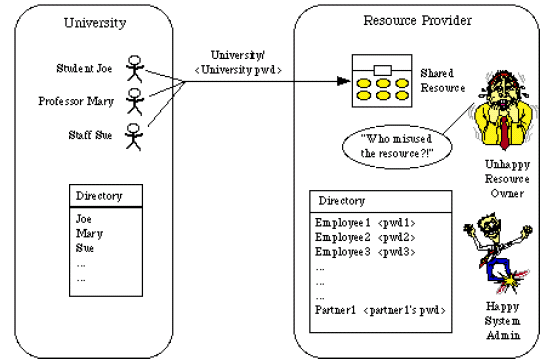 University
Student Joe
Professor Mary
Staff Sue
Directory
Joe
Mary
Sue
...
...
University/
<University pwd>
Resource Provider
Shared
Resource
"Who misused
the resource?!"
Unhappy
Resource
Owner
Directory
Employee1 <pwd1>
Employee2 <pwd2>
Employee3 <pwd3>
...
...
...
Partner1 <partner1's pwd>
Happy
System
Admin